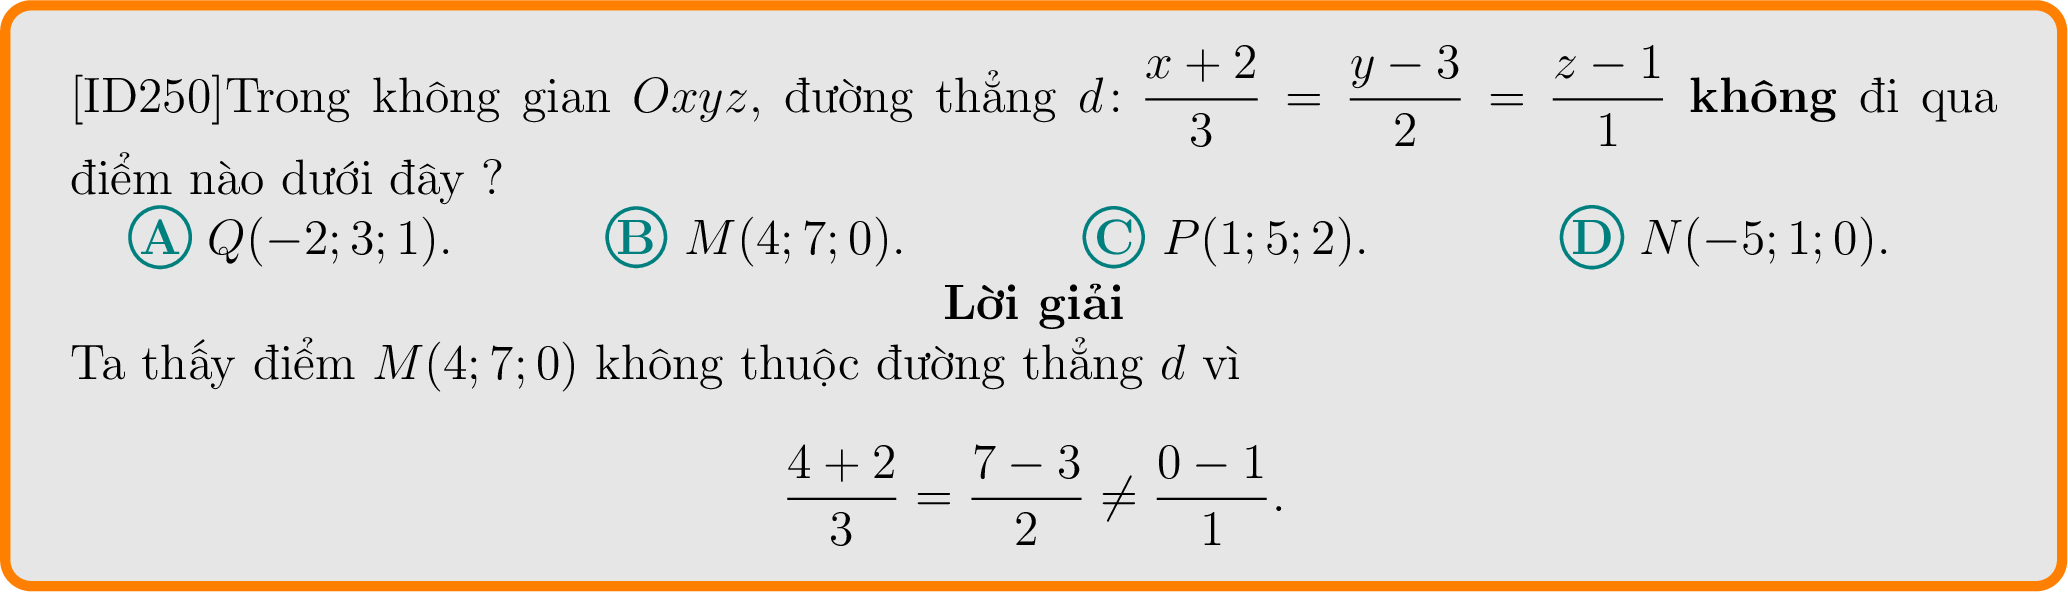 [ID250]Trong không gian Oxyz, đường thẳng d: \frac{x+2}{3} = \frac{y-3}{2} = \frac{z-1}{1} không đi qua
điểm nào dưới đây ?
A Q(−2; 3; 1). B M(4; 7; 0). C P(1; 5; 2). D N(−5; 1; 0).
Lời giải
Ta thấy điểm M(4; 7; 0) không thuộc đường thẳng d vì
\frac{4+2}{3} = \frac{7-3}{2} ≠ \frac{0-1}{1}.